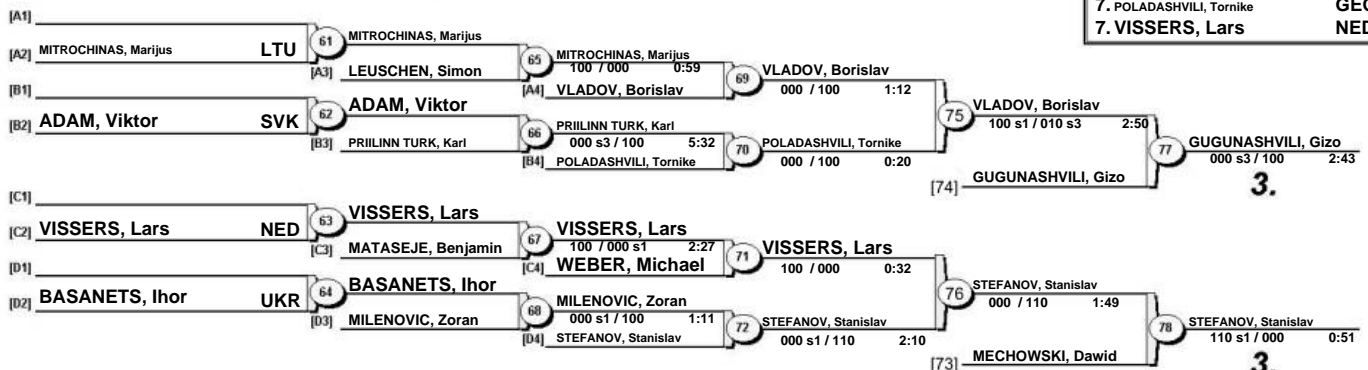 7. POLADASHVILI, Tornike GEO
7. VISSERS, Lars NED
[A1]
[A2] MITROCHINAS, Marijus LTU
61
MITROCHINAS, Marijus
[A3] LEUSCHEN, Simon
65
MITROCHINAS, Marijus
100 / 000 0:59
[A4] VLADOV, Borislav
69
VLADOV, Borislav
000 / 100 1:12
[B1]
[B2] ADAM, Viktor SVK
62
ADAM, Viktor
[B3] PRIILINN TURK, Karl
66
PRIILINN TURK, Karl
000 s3 / 100 5:32
[B4] POLADASHVILI, Tornike
70
POLADASHVILI, Tornike
000 / 100 0:20
75
VLADOV, Borislav
100 s1 / 010 s3 2:50
[74] GUGUNASHVILI, Gizo
77
GUGUNASHVILI, Gizo
000 s3 / 100 2:43
3.
[C1]
[C2] VISSERS, Lars NED
63
VISSERS, Lars
[C3] MATASEJE, Benjamin
67
VISSERS, Lars
100 / 000 s1 2:27
[C4] WEBER, Michael
71
VISSERS, Lars
100 / 000 0:32
[D1]
[D2] BASANETS, Ihor UKR
64
BASANETS, Ihor
[D3] MILENOVIC, Zoran
68
MILENOVIC, Zoran
000 s1 / 100 1:11
[D4] STEFANOV, Stanislav
72
STEFANOV, Stanislav
000 s1 / 110 2:10
76
STEFANOV, Stanislav
000 / 110 1:49
[73] MECHOWSKI, Dawid
78
STEFANOV, Stanislav
110 s1 / 000 0:51
3.